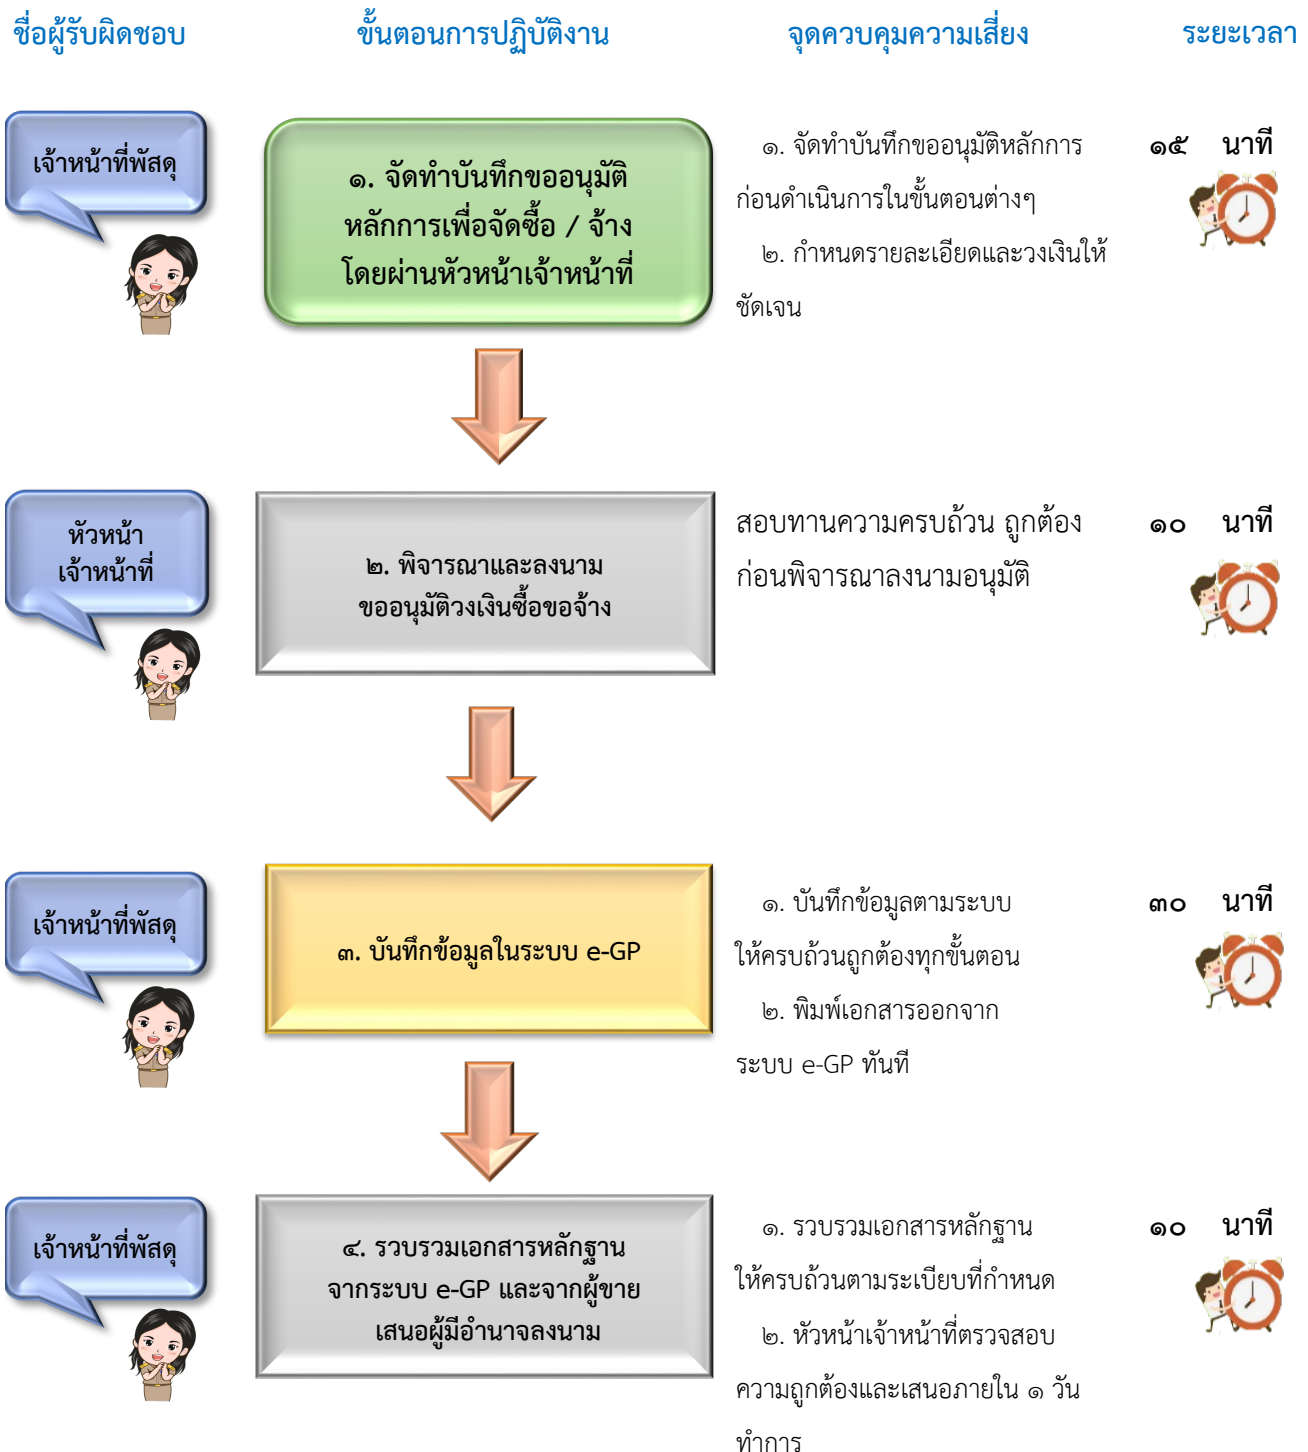 ชื่อผู้รับผิดชอบ ขั้นตอนการปฏิบัติงาน จุดควบคุมความเสี่ยง ระยะเวลา
เจ้าหน้าที่พัสดุ
๑. จัดทำบันทึกขออนุมัติ
หลักการเพื่อจัดซื้อ / จ้าง
โดยผ่านหัวหน้าเจ้าหน้าที่
๑. จัดทำบันทึกขออนุมัติหลักการ
ก่อนดำเนินการในขั้นตอนต่างๆ
๒. กำหนดรายละเอียดและวงเงินให้
ชัดเจน
๑๕ นาที
หัวหน้า
เจ้าหน้าที่
๒. พิจารณาและลงนาม
ขออนุมัติวงเงินซื้อขอจ้าง
สอบทานความครบถ้วน ถูกต้อง
ก่อนพิจารณาลงนามอนุมัติ
๑๐ นาที
เจ้าหน้าที่พัสดุ
๓. บันทึกข้อมูลในระบบ e-GP
๑. บันทึกข้อมูลตามระบบ
ให้ครบถ้วนถูกต้องทุกขั้นตอน
๒. พิมพ์เอกสารออกจาก
ระบบ e-GP ทันที
๓๐ นาที
เจ้าหน้าที่พัสดุ
๔. รวบรวมเอกสารหลักฐาน
จากระบบ e-GP และจากผู้ขาย
เสนอผู้มีอำนาจลงนาม
๑. รวบรวมเอกสารหลักฐาน
ให้ครบถ้วนตามระเบียบที่กำหนด
๒. หัวหน้าเจ้าหน้าที่ตรวจสอบ
ความถูกต้องและเสนอภายใน ๑ วัน
ทำการ
๑๐ นาที